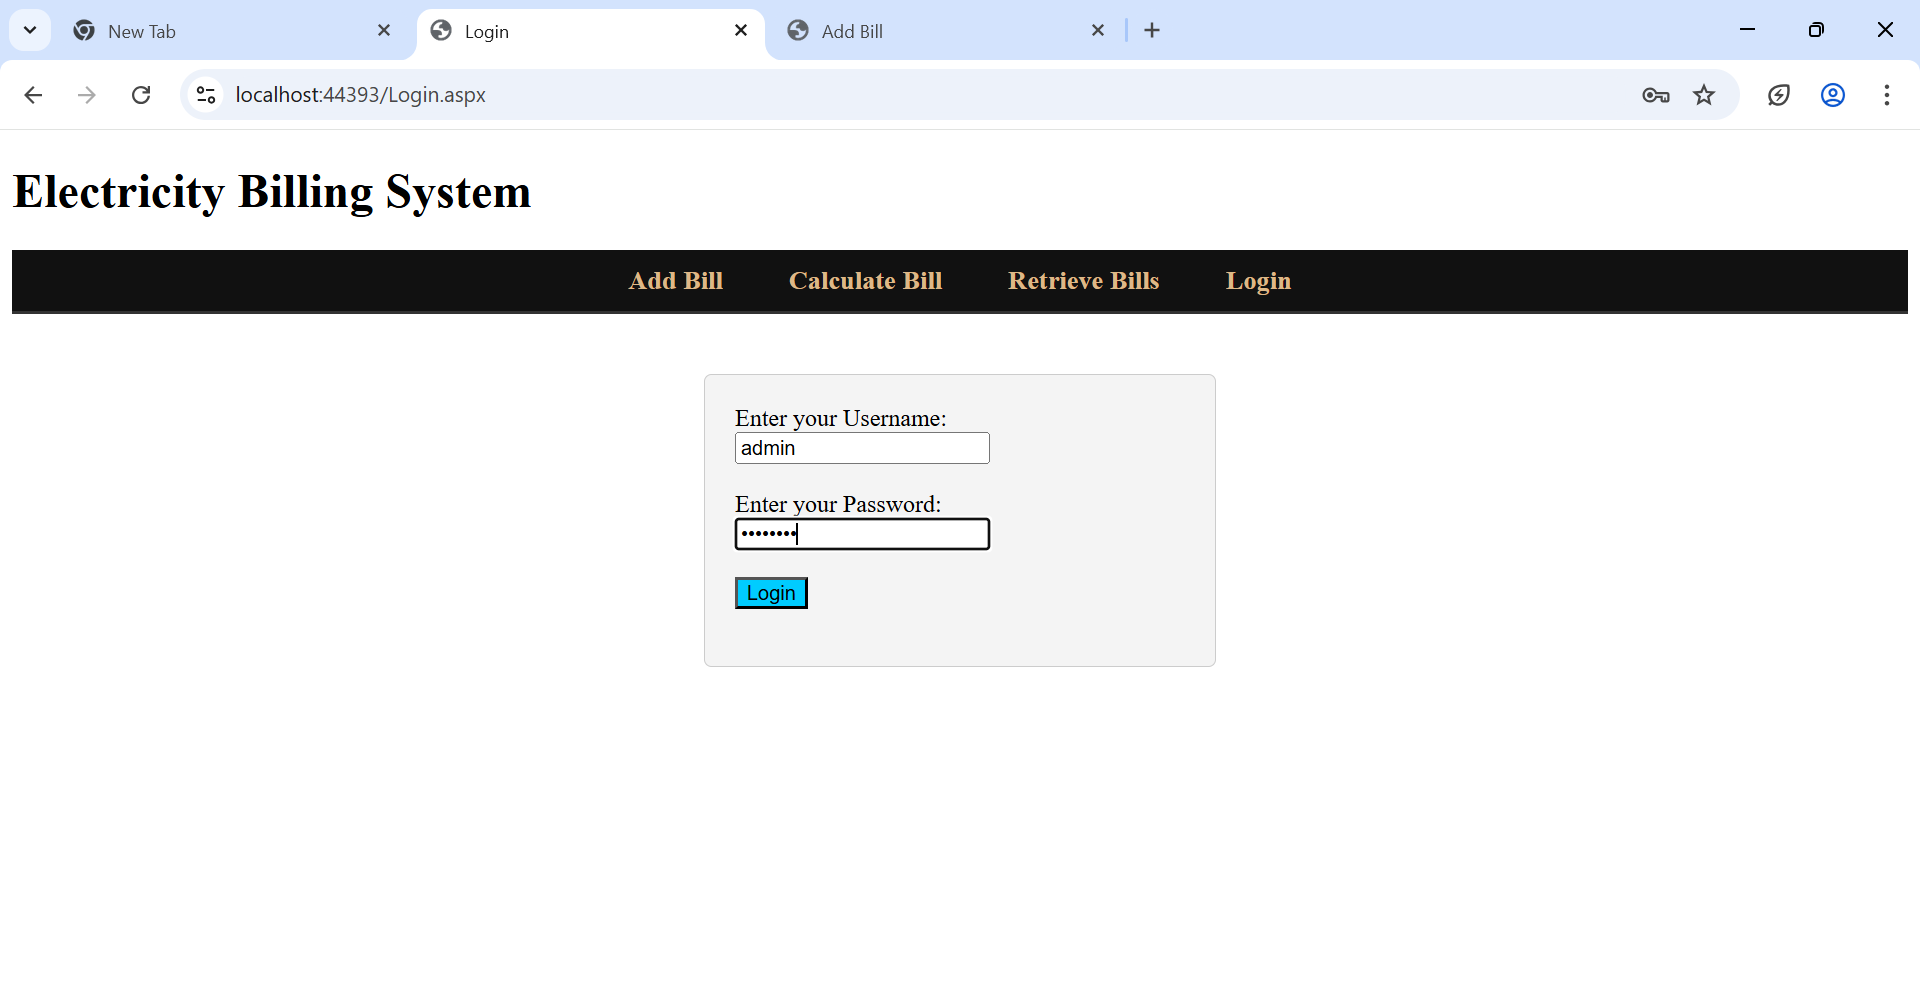 New Tab
Login
Add Bill
localhost:44393/Login.aspx
Electricity Billing System
Add Bill Calculate Bill Retrieve Bills Login
Enter your Username:
admin
Enter your Password:
••••••••
Login